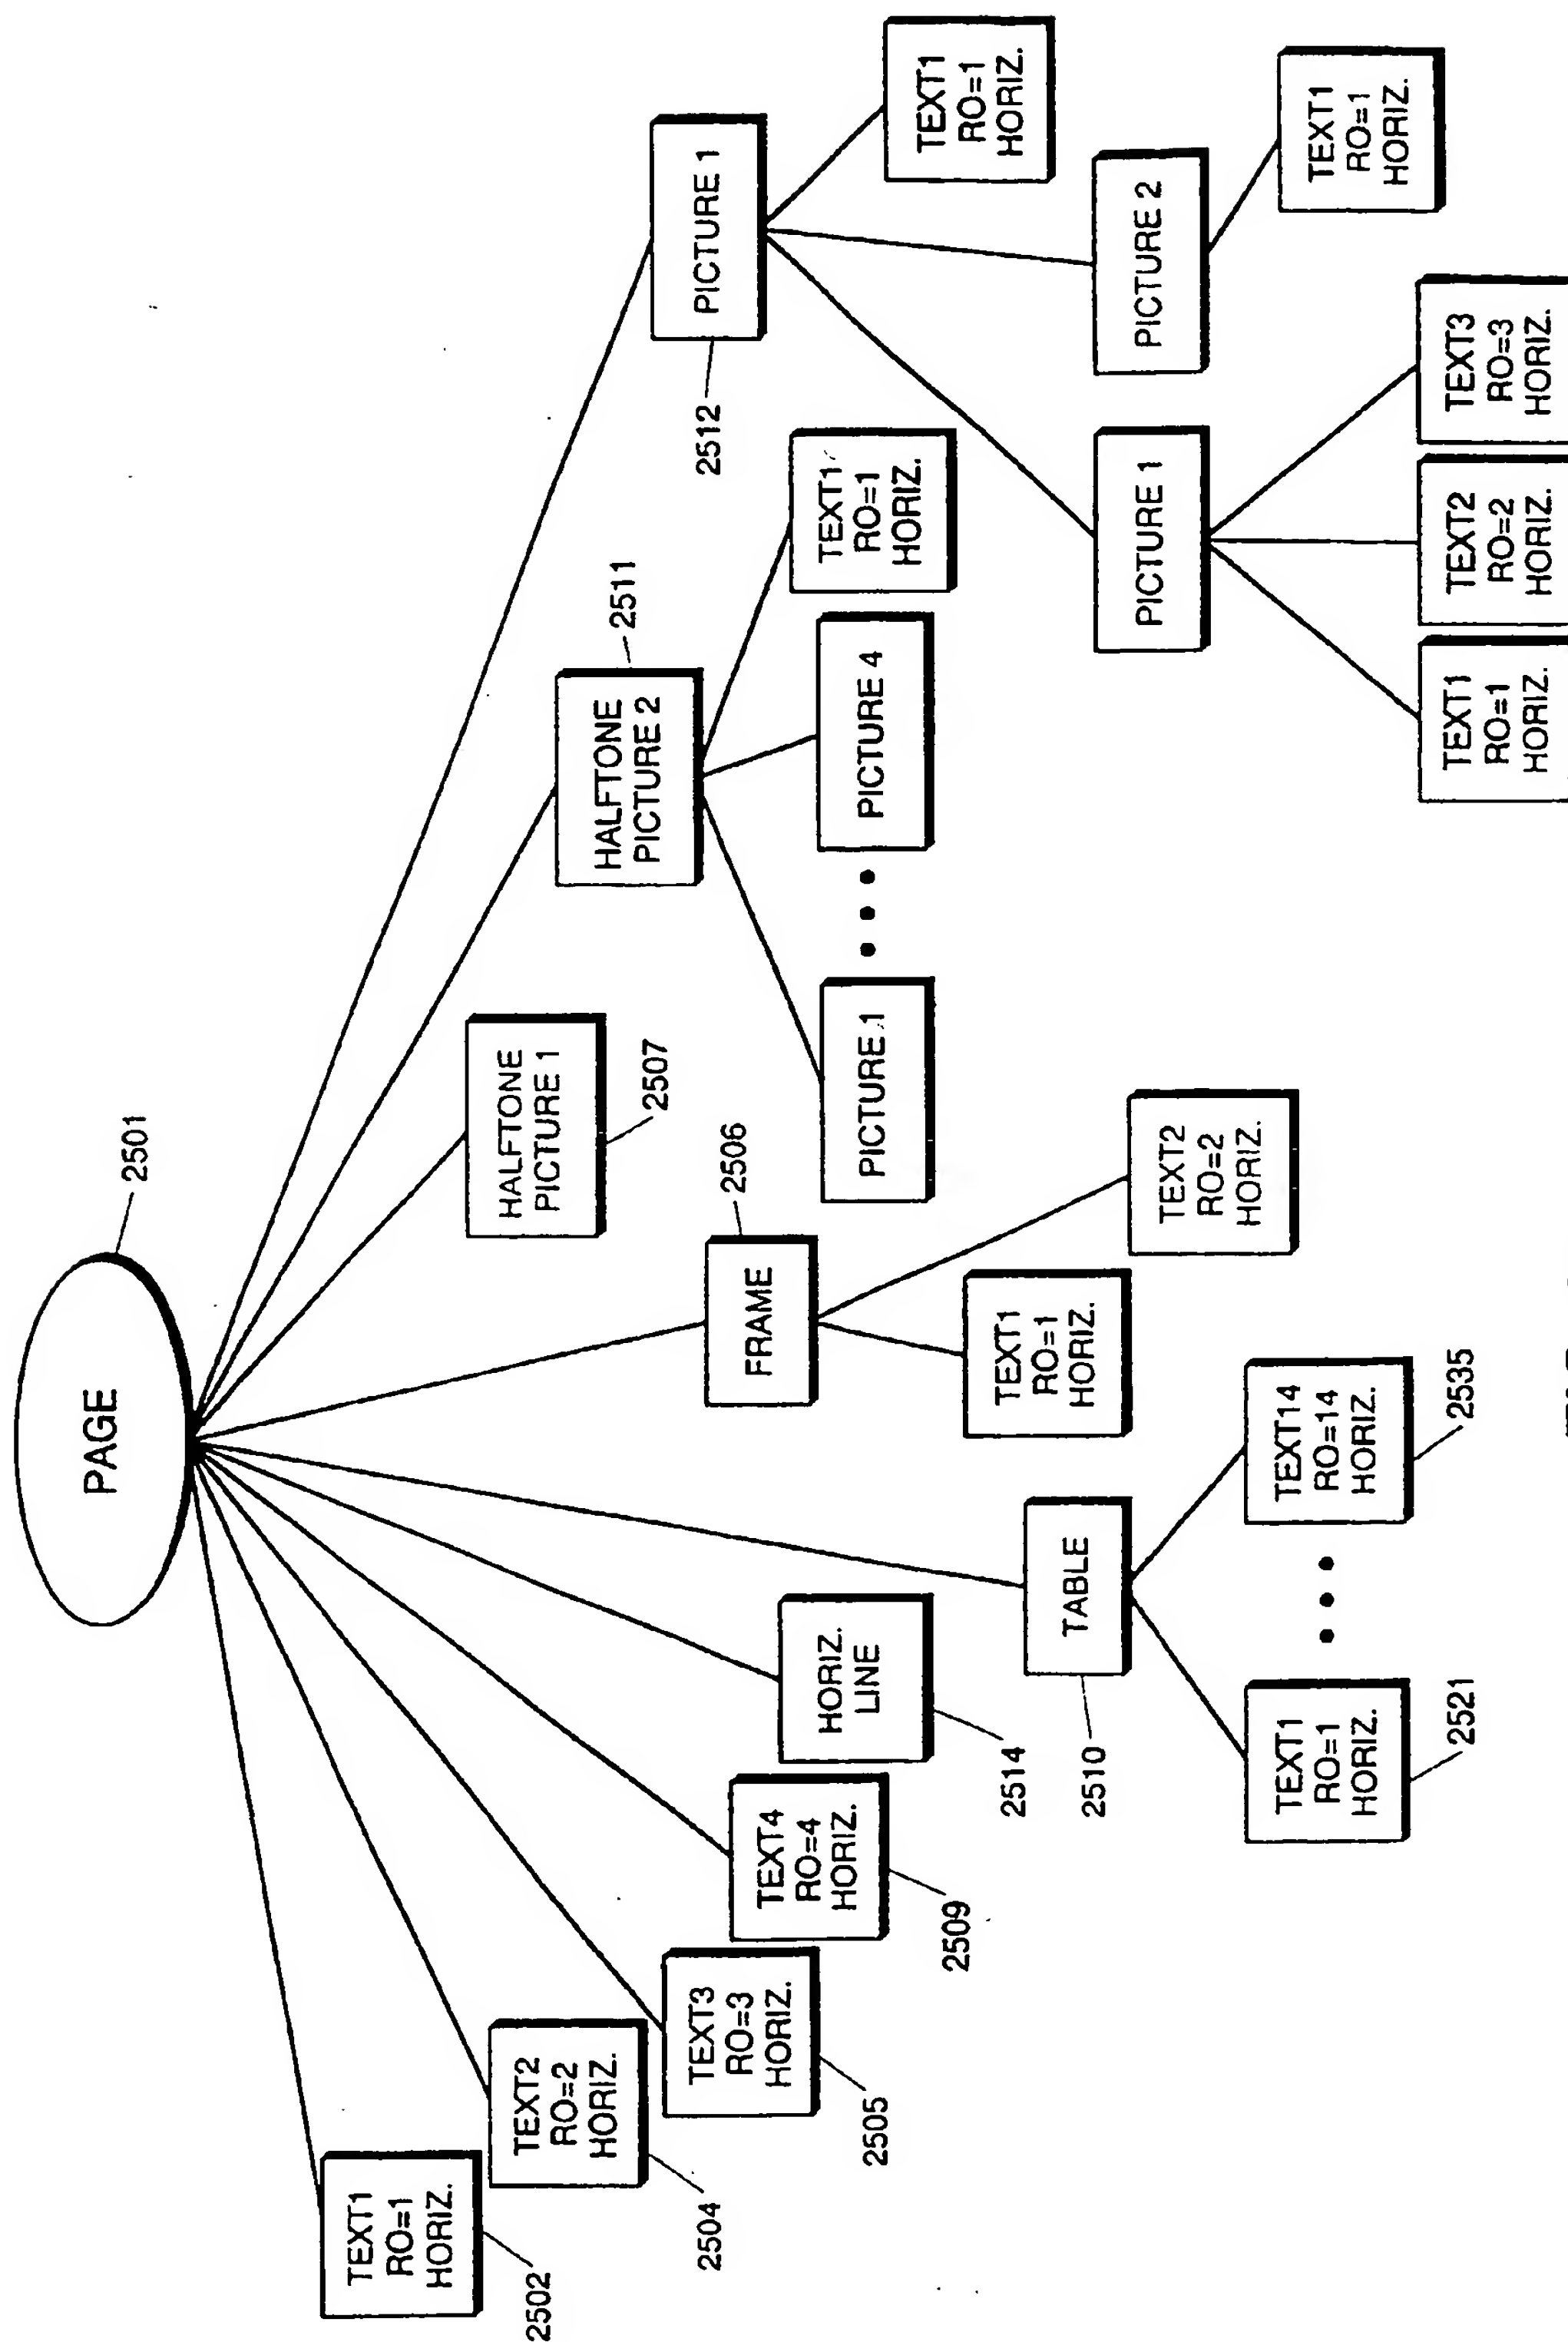 PAGE
2501
TEXT1
RO=1
HORIZ.
2502
TEXT2
RO=2
HORIZ.
2504
TEXT3
RO=3
HORIZ.
2505
TEXT4
RO=4
HORIZ.
2509
HORIZ.
LINE
2514
TABLE
2510
TEXT1
RO=1
HORIZ.
2521
TEXT14
RO=14
HORIZ.
2535
FRAME
2506
TEXT1
RO=1
HORIZ.
TEXT2
RO=2
HORIZ.
HALFTONE
PICTURE 1
2507
HALFTONE
PICTURE 2
2511
PICTURE 1
PICTURE 4
TEXT1
RO=1
HORIZ.
PICTURE 1
2512
PICTURE 1
TEXT1
RO=1
HORIZ.
TEXT2
RO=2
HORIZ.
TEXT3
RO=3
HORIZ.
PICTURE 2
TEXT1
RO=1
HORIZ.
TEXT1
RO=1
HORIZ.